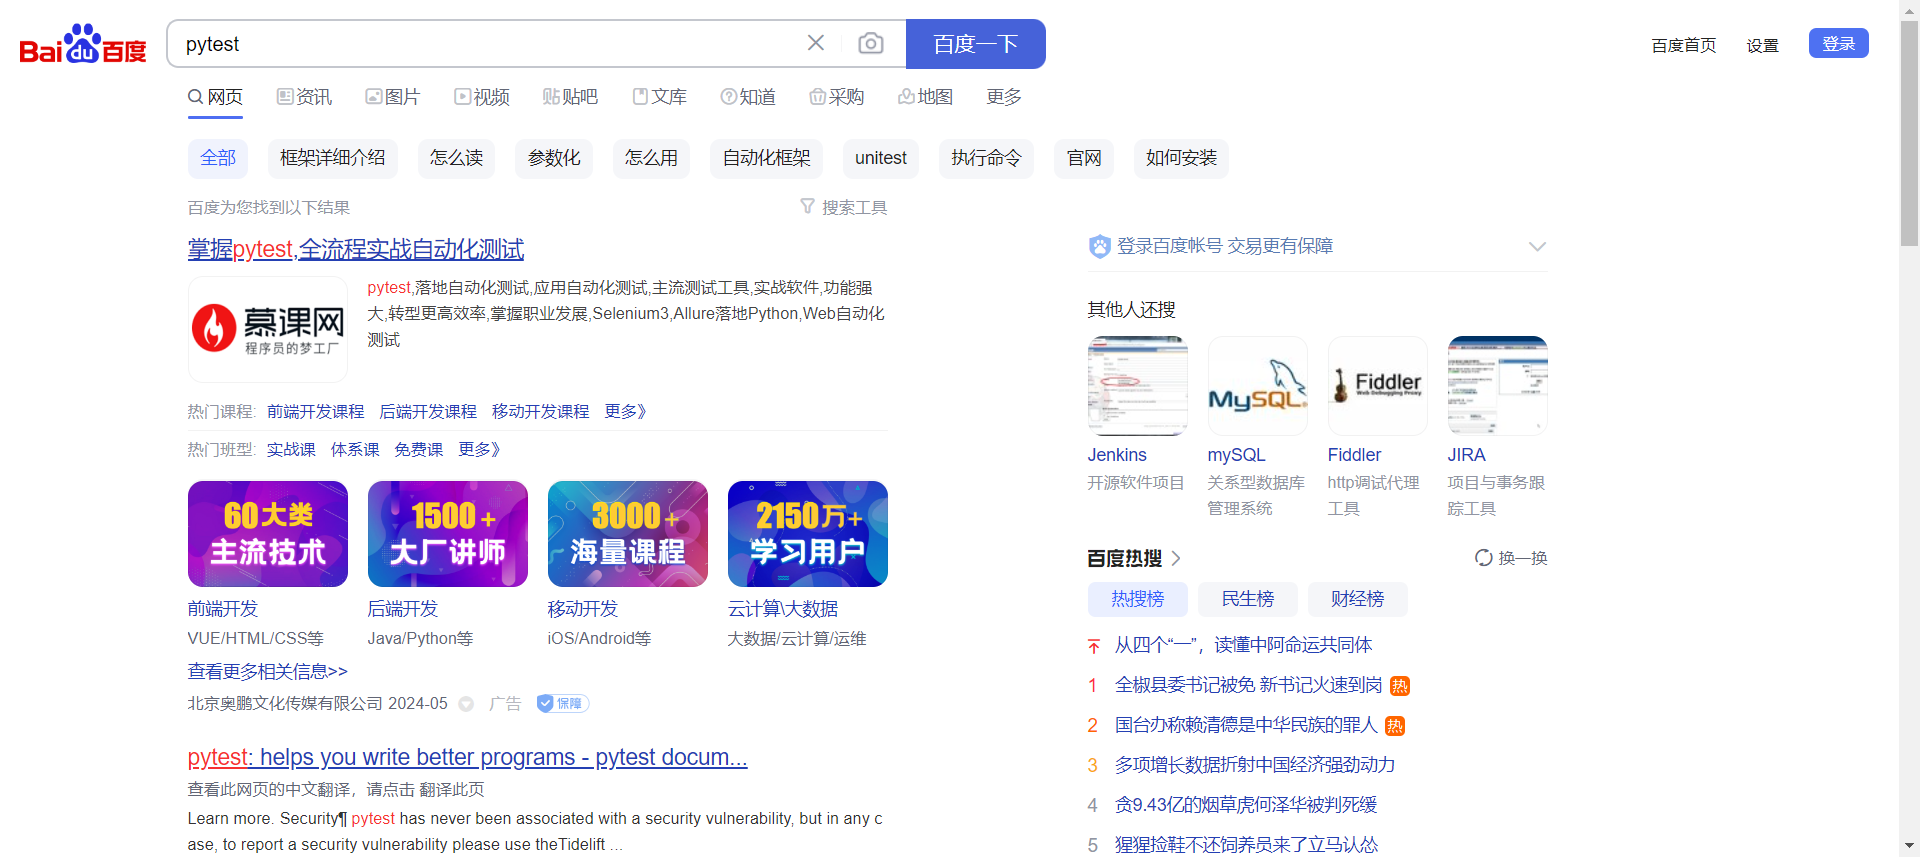 Bai du 百度
pytest
百度一下
百度首页 设置 登录
网页 资讯 图片 视频 贴吧 文库 知道 采购 地图 更多
全部 框架详细介绍 怎么读 参数化 怎么用 自动化框架 unitest 执行命令 官网 如何安装
百度为您找到以下结果 搜索工具
掌握pytest,全流程实战自动化测试
慕课网
程序员的梦工厂
pytest,落地自动化测试,应用自动化测试,主流测试工具,实战软件,功能强
大,转型更高效率,掌握职业发展,Selenium3,Allure落地Python,Web自动化
测试
热门课程: 前端开发课程 后端开发课程 移动开发课程 更多》
热门班型: 实战课 体系课 免费课 更多》
60大类
主流技术
1500+
大厂讲师
3000+
海量课程
2150万+
学习用户
前端开发 后端开发 移动开发 云计算\大数据
VUE/HTML/CSS等 Java/Python等 iOS/Android等 大数据/云计算/运维
查看更多相关信息>>
北京奥鹏文化传媒有限公司 2024-05 广告 保障
pytest: helps you write better programs - pytest docum...
查看此网页的中文翻译，请点击 翻译此页
Learn more. Security¶ pytest has never been associated with a security vulnerability, but in any c
ase, to report a security vulnerability please use theTidelift ...
登录百度帐号 交易更有保障
其他人还搜
MySQL
Fiddler
Web Debugging Proxy
Jenkins mySQL Fiddler JIRA
开源软件项目 关系型数据库 http调试代理 项目与事务跟
管理系统 工具 踪工具
百度热搜 换一换
热搜榜 民生榜 财经榜
从四个“一”，读懂中阿命运共同体
1 全椒县委书记被免 新书记火速到岗 热
2 国台办称赖清德是中华民族的罪人 热
3 多项增长数据折射中国经济强劲动力
4 贪9.43亿的烟草虎何泽华被判死缓
5 猩猩捡鞋不还饲养员来了立马认怂